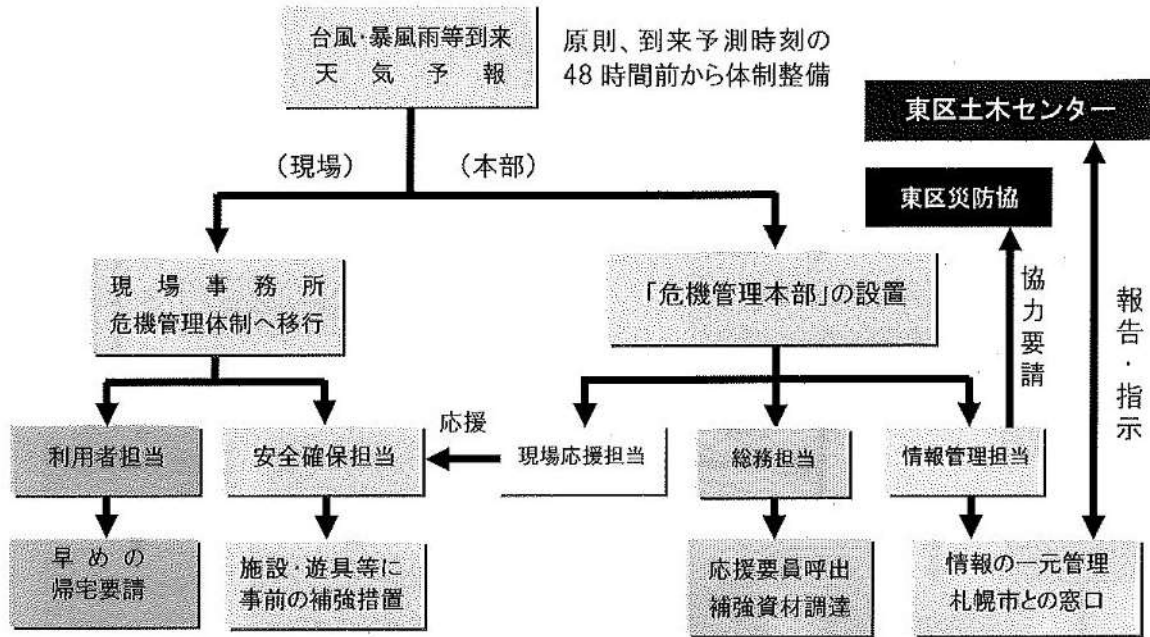 台風・暴風雨等到来
天気予報
原則、到来予測時刻の
48時間前から体制整備
東区土木センター
（現場）
（本部）
東区災防協
現場事務所
危機管理体制へ移行
「危機管理本部」の設置
協力要請
報告・指示
利用者担当
安全確保担当
応援
現場応援担当
総務担当
情報管理担当
早めの
帰宅要請
施設・遊具等に
事前の補強措置
応援要員呼出
補強資材調達
情報の一元管理
札幌市との窓口